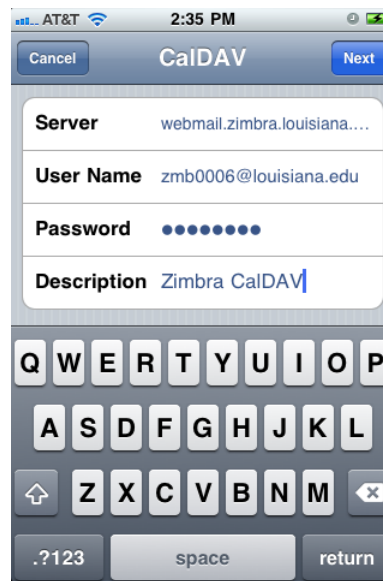 AT&T 2:35 PM
Cancel CalDAV Next
Server webmail.zimbra.louisiana....
User Name zmb0006@louisiana.edu
Password ●●●●●●●●
Description Zimbra CalDAV
Q W E R T Y U I O P
A S D F G H J K L
Z X C V B N M
.?123 space return